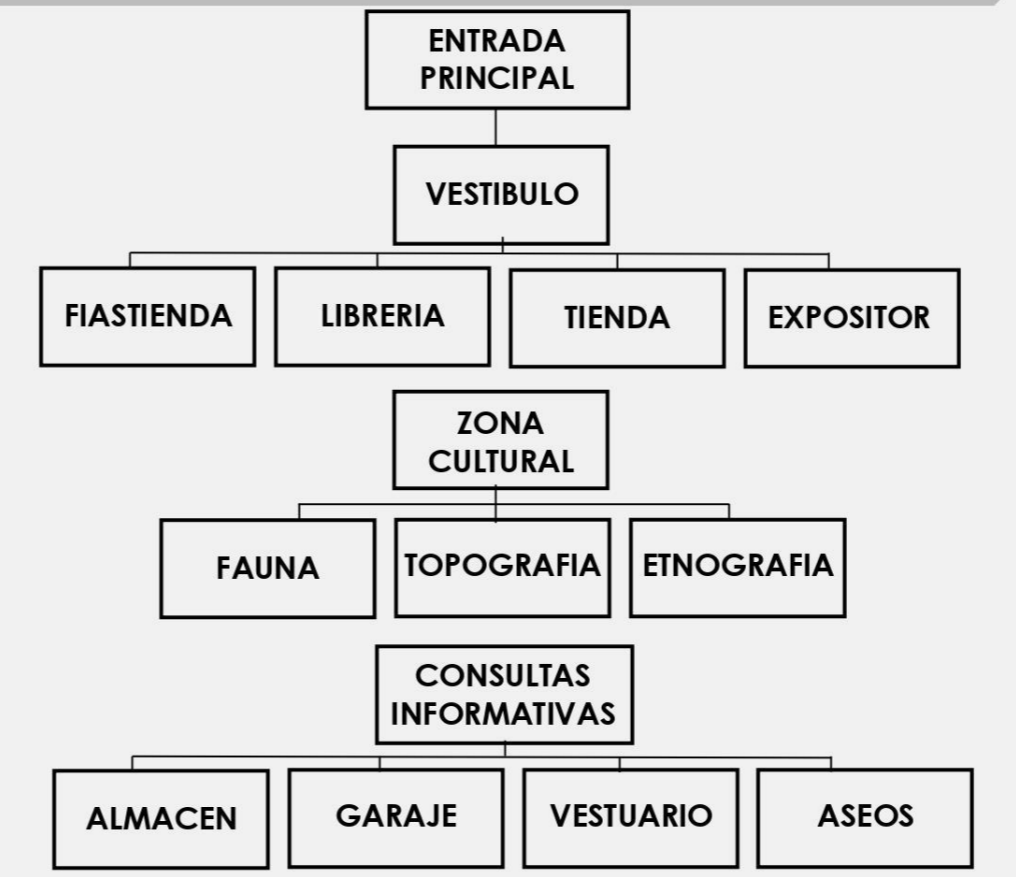 ENTRADA
PRINCIPAL
VESTIBULO
FIASTIENDA
LIBRERIA
TIENDA
EXPOSITOR
ZONA
CULTURAL
FAUNA
TOPOGRAFIA
ETNOGRAFIA
CONSULTAS
INFORMATIVAS
ALMACEN
GARAJE
VESTUARIO
ASEOS